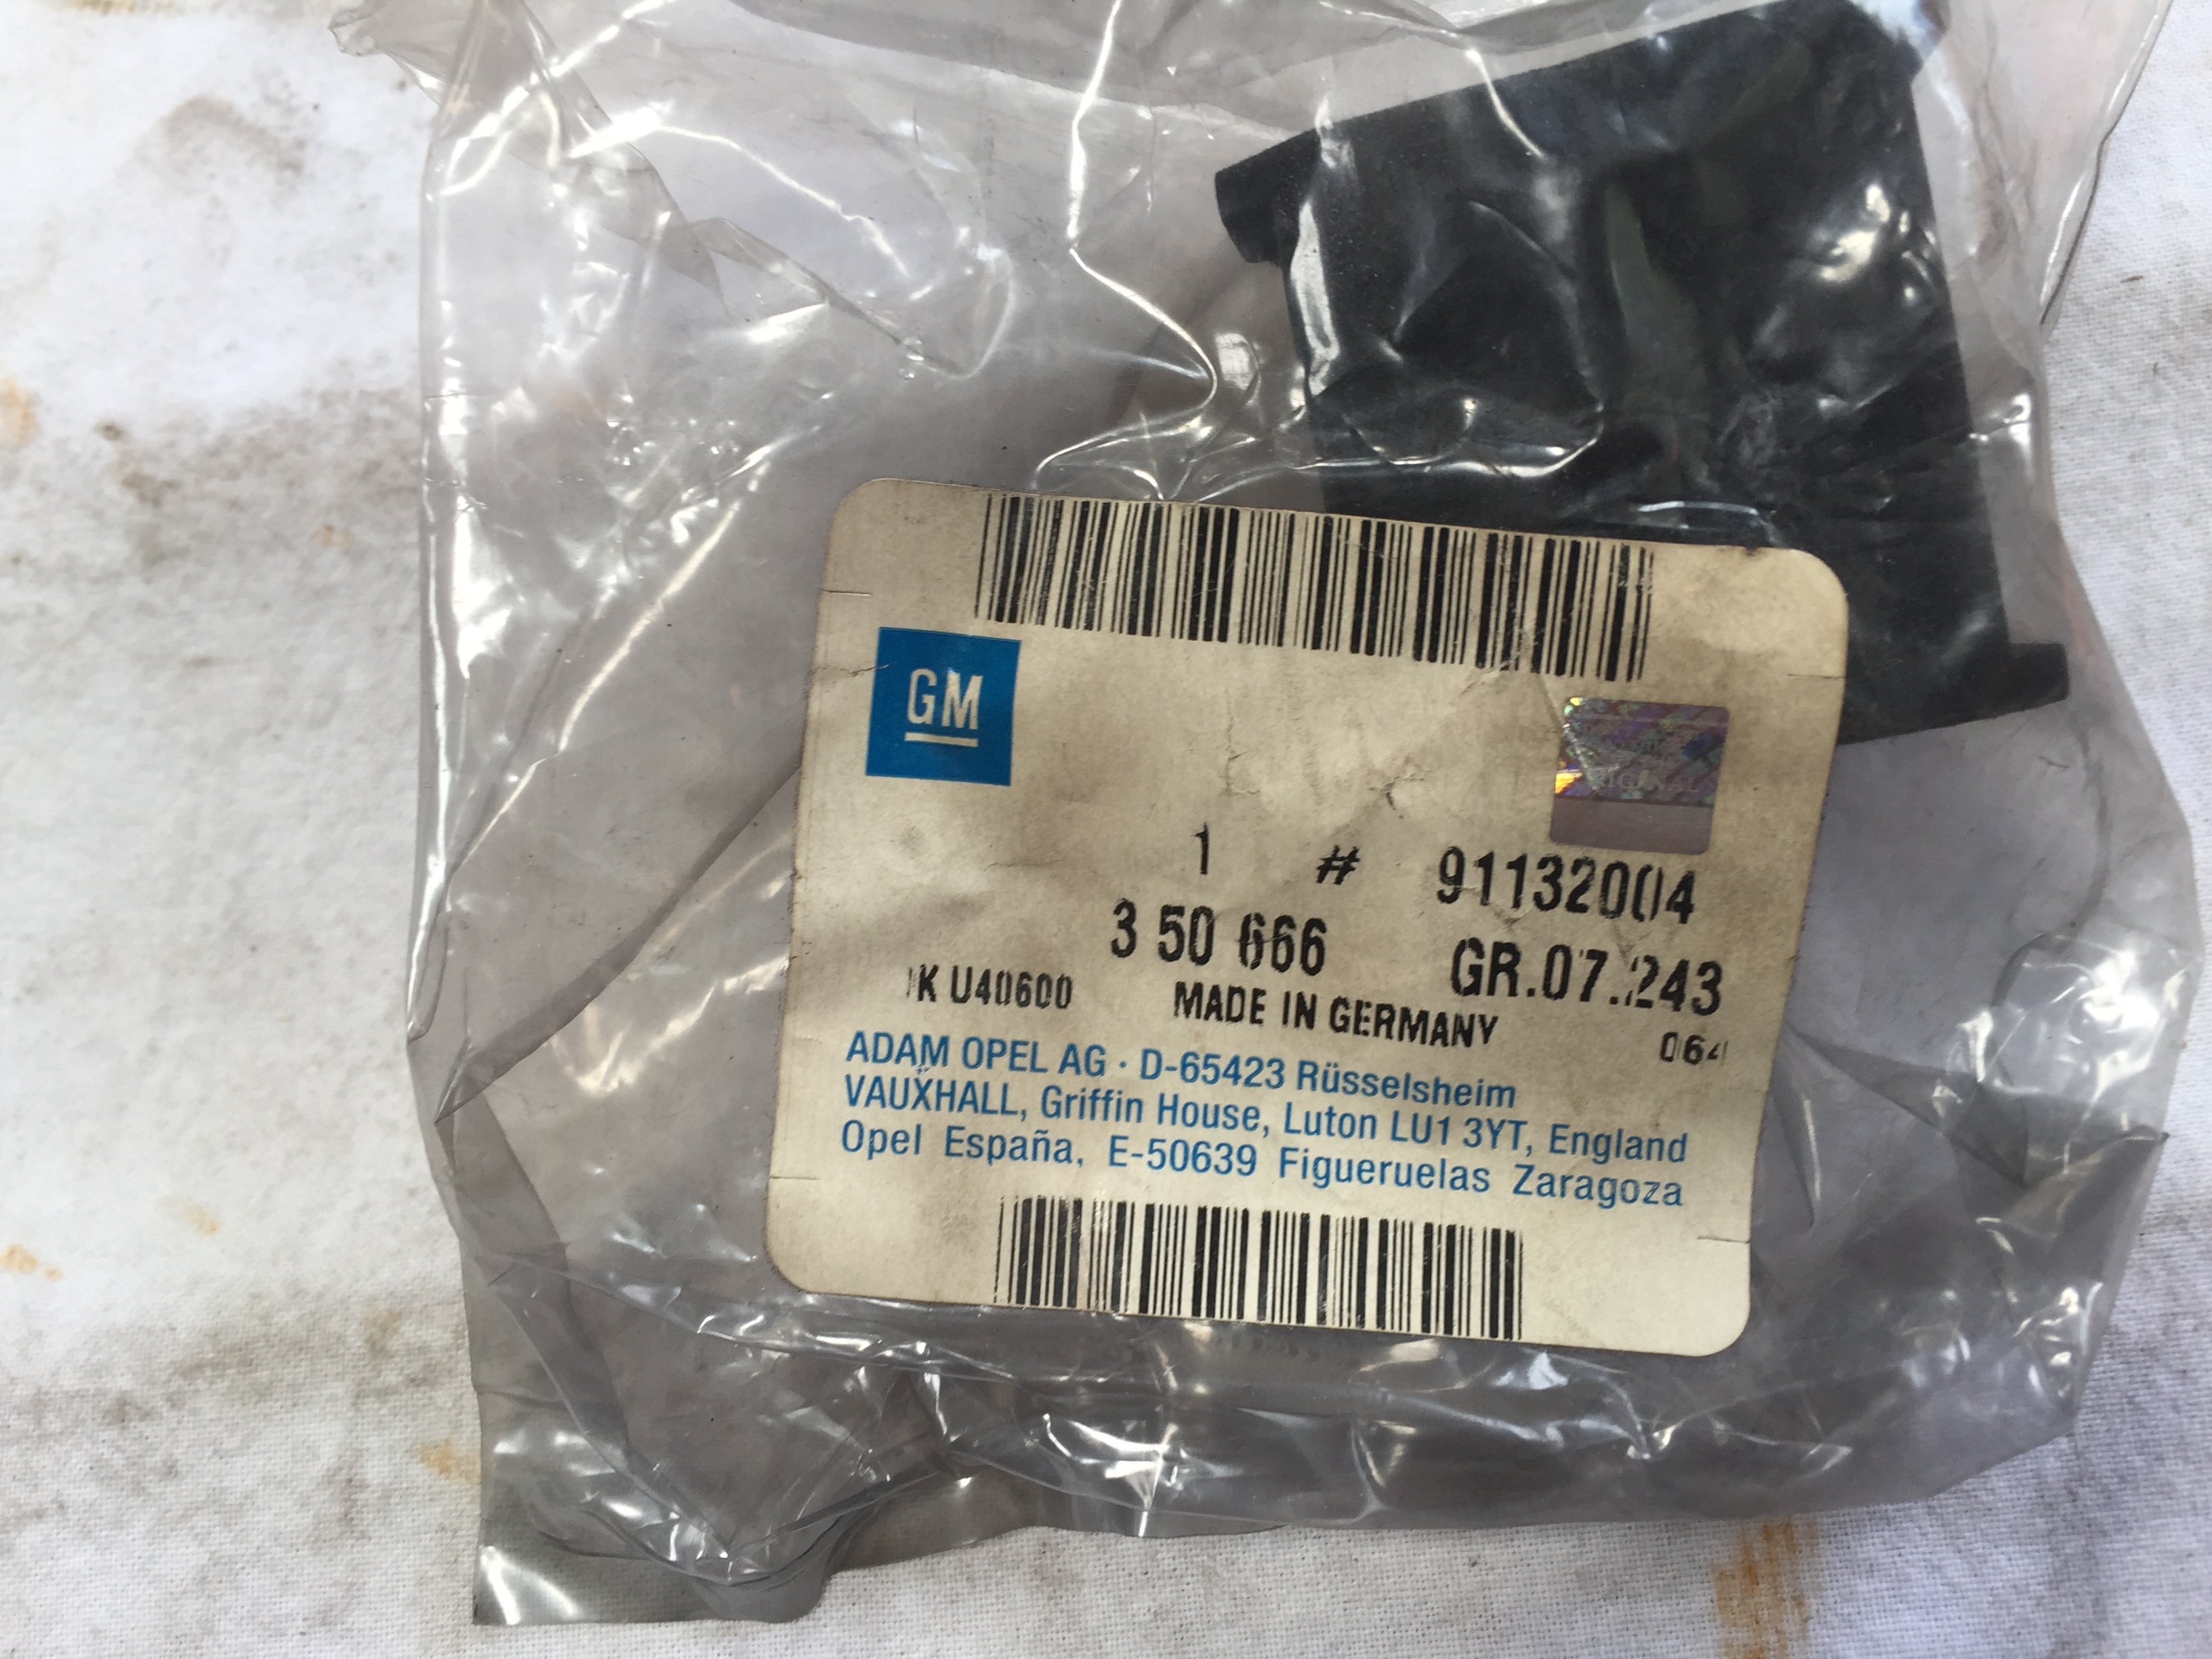 GM
1 # 91132004
3 50 666 GR.07.243
K U40600 MADE IN GERMANY
ADAM OPEL AG · D-65423 Rüsselsheim
VAUXHALL, Griffin House, Luton LU1 3YT, England
Opel España, E-50639 Figueruelas Zaragoza